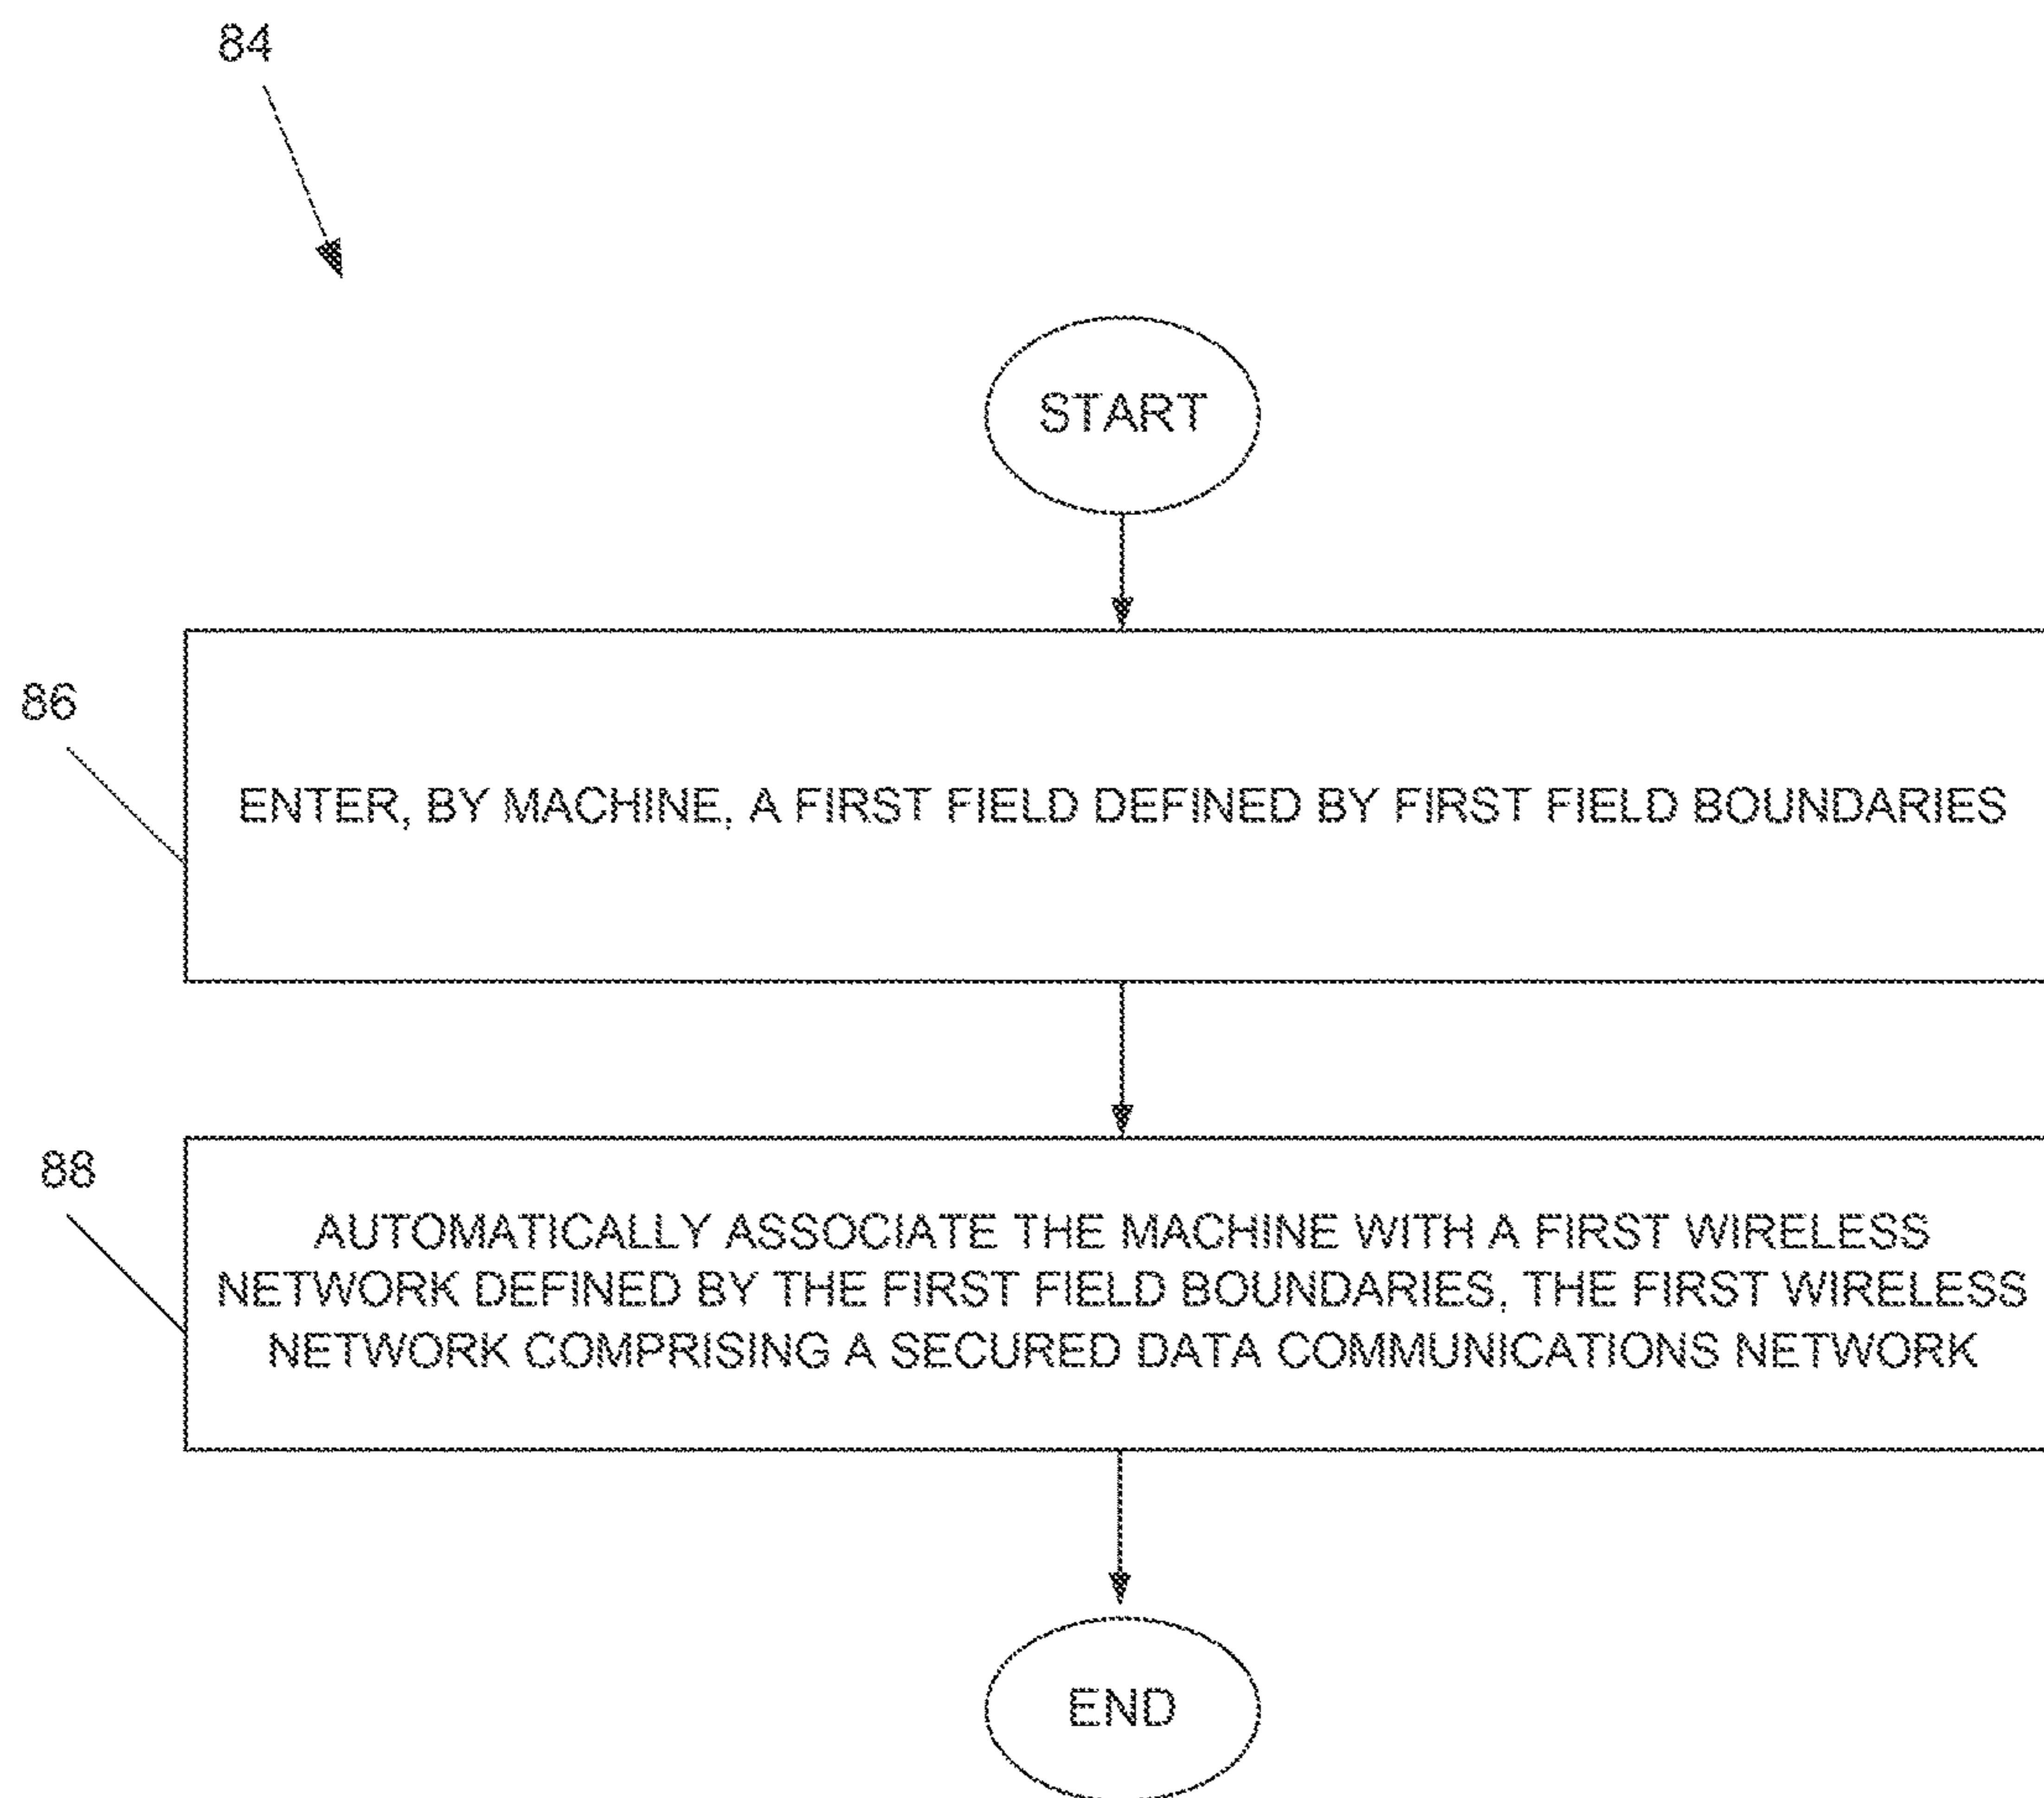 84
START
86
ENTER, BY MACHINE, A FIRST FIELD DEFINED BY FIRST FIELD BOUNDARIES
88
AUTOMATICALLY ASSOCIATE THE MACHINE WITH A FIRST WIRELESS
NETWORK DEFINED BY THE FIRST FIELD BOUNDARIES, THE FIRST WIRELESS
NETWORK COMPRISING A SECURED DATA COMMUNICATIONS NETWORK
END